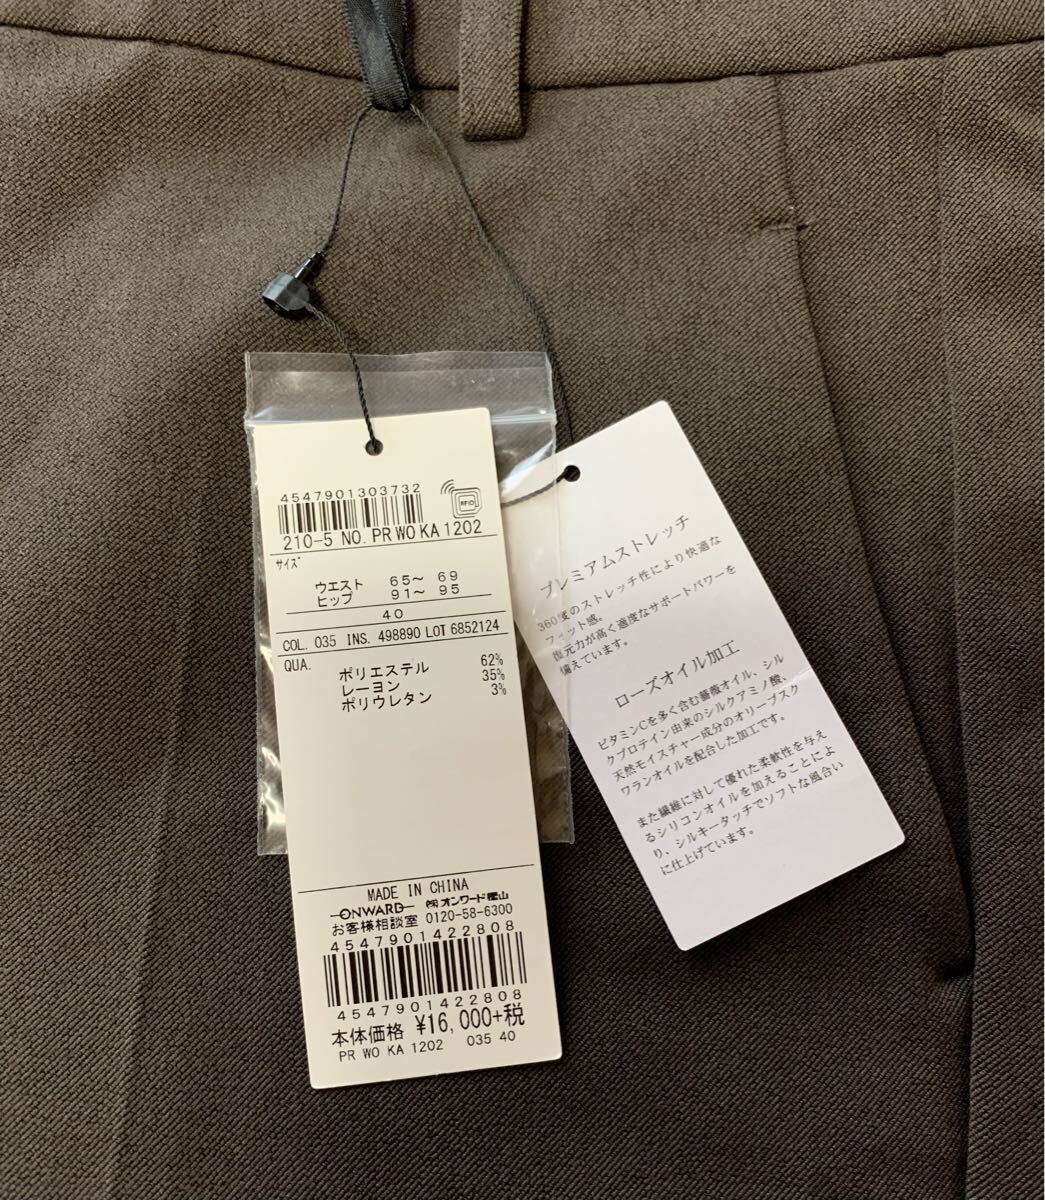 4547901303732
RFID
210-5 NO. PRWOKA1202
サイズ
ウエスト 65～ 69
ヒップ 91～ 95
40
COL. 035 INS. 498890 LOT 6852124
QUA.
ポリエステル 62%
レーヨン 35%
ポリウレタン 3%
MADE IN CHINA
ONWARD ㈱オンワード樫山
お客様相談室 0120-58-6300
4547901422808
4547901422808
本体価格 ¥16,000+税
PR WO KA 1202 035 40
プレミアムストレッチ
360度のストレッチ性により快適な
フィット感。
復元力が高く適度なサポートパワーを
備えています。
ローズオイル加工
ビタミンCを多く含む薔薇オイル、シル
クプロテイン由来のシルクアミノ酸、
天然モイスチャー成分のオリーブスク
ワランオイルを配合した加工です。
また繊維に対して優れた柔軟性を与え
るシリコンオイルを加えることによ
り、シルキータッチでソフトな風合い
に仕上げています。